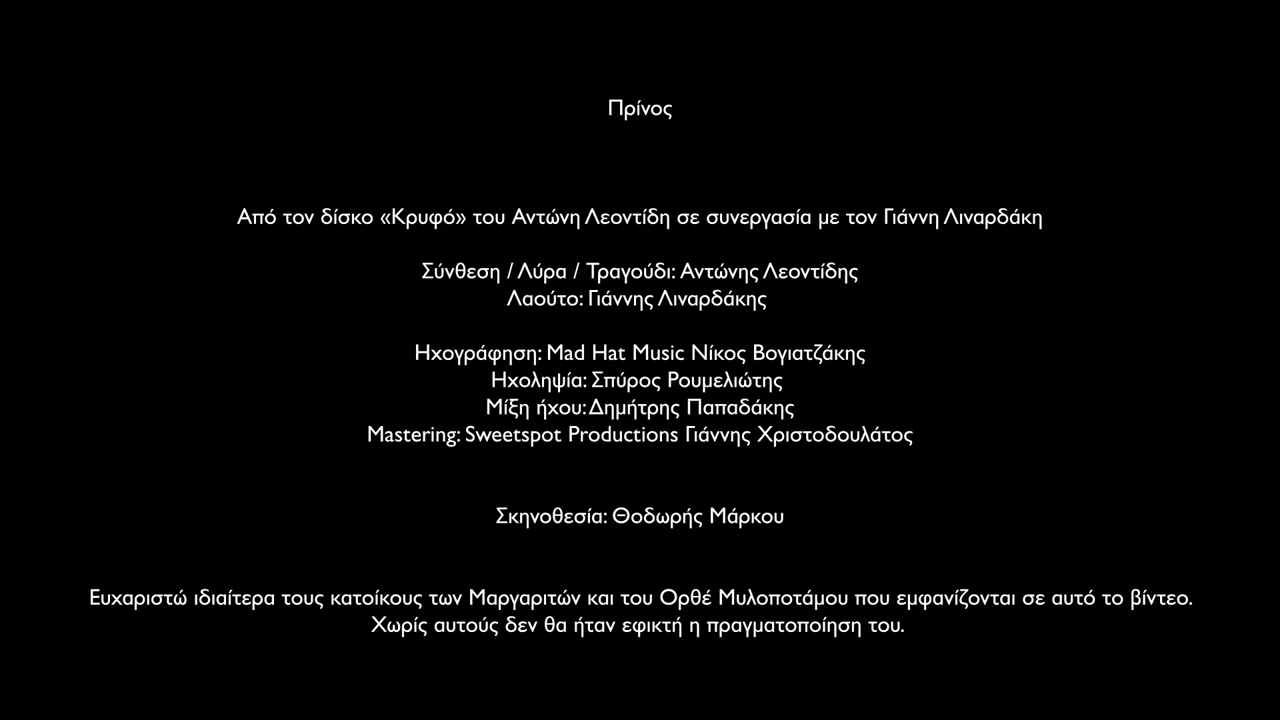 Πρίνος
Από τον δίσκο «Κρυφό» του Αντώνη Λεοντίδη σε συνεργασία με τον Γιάννη Λιναρδάκη
Σύνθεση / Λύρα / Τραγούδι: Αντώνης Λεοντίδης
Λαούτο: Γιάννης Λιναρδάκης
Ηχογράφηση: Mad Hat Music Νίκος Βογιατζάκης
Ηχοληψία: Σπύρος Ρουμελιώτης
Μίξη ήχου: Δημήτρης Παπαδάκης
Mastering: Sweetspot Productions Γιάννης Χριστοδουλάτος
Σκηνοθεσία: Θοδωρής Μάρκου
Ευχαριστώ ιδιαίτερα τους κατοίκους των Μαργαριτών και του Ορθέ Μυλοποτάμου που εμφανίζονται σε αυτό το βίντεο.
Χωρίς αυτούς δεν θα ήταν εφικτή η πραγματοποίηση του.